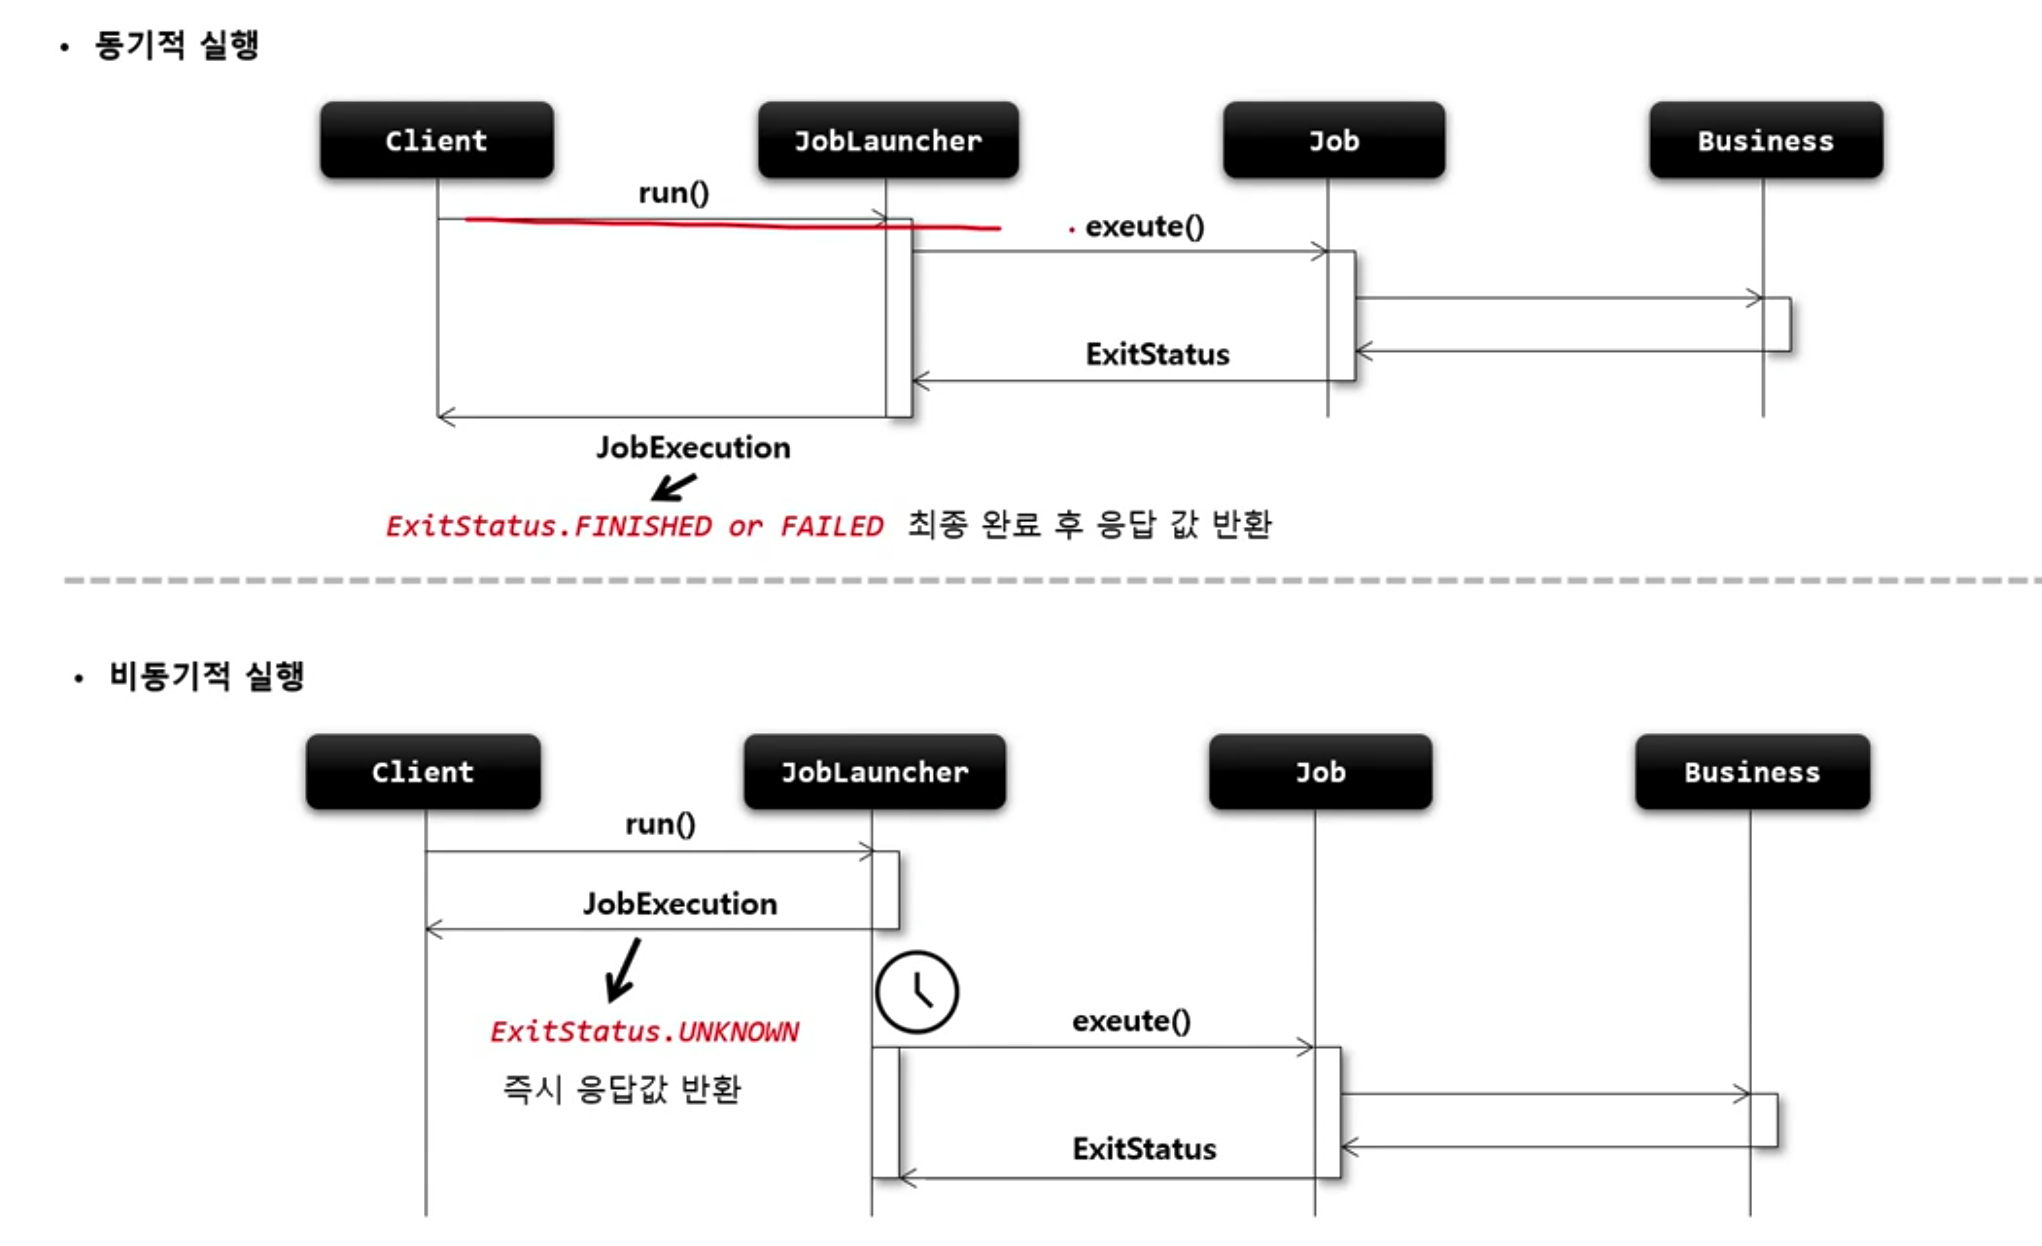 • 동기적 실행
Client
JobLauncher
Job
Business
run()
exeute()
ExitStatus
JobExecution
ExitStatus.FINISHED or FAILED 최종 완료 후 응답 값 반환
• 비동기적 실행
Client
JobLauncher
Job
Business
run()
JobExecution
ExitStatus.UNKNOWN
즉시 응답값 반환
exeute()
ExitStatus